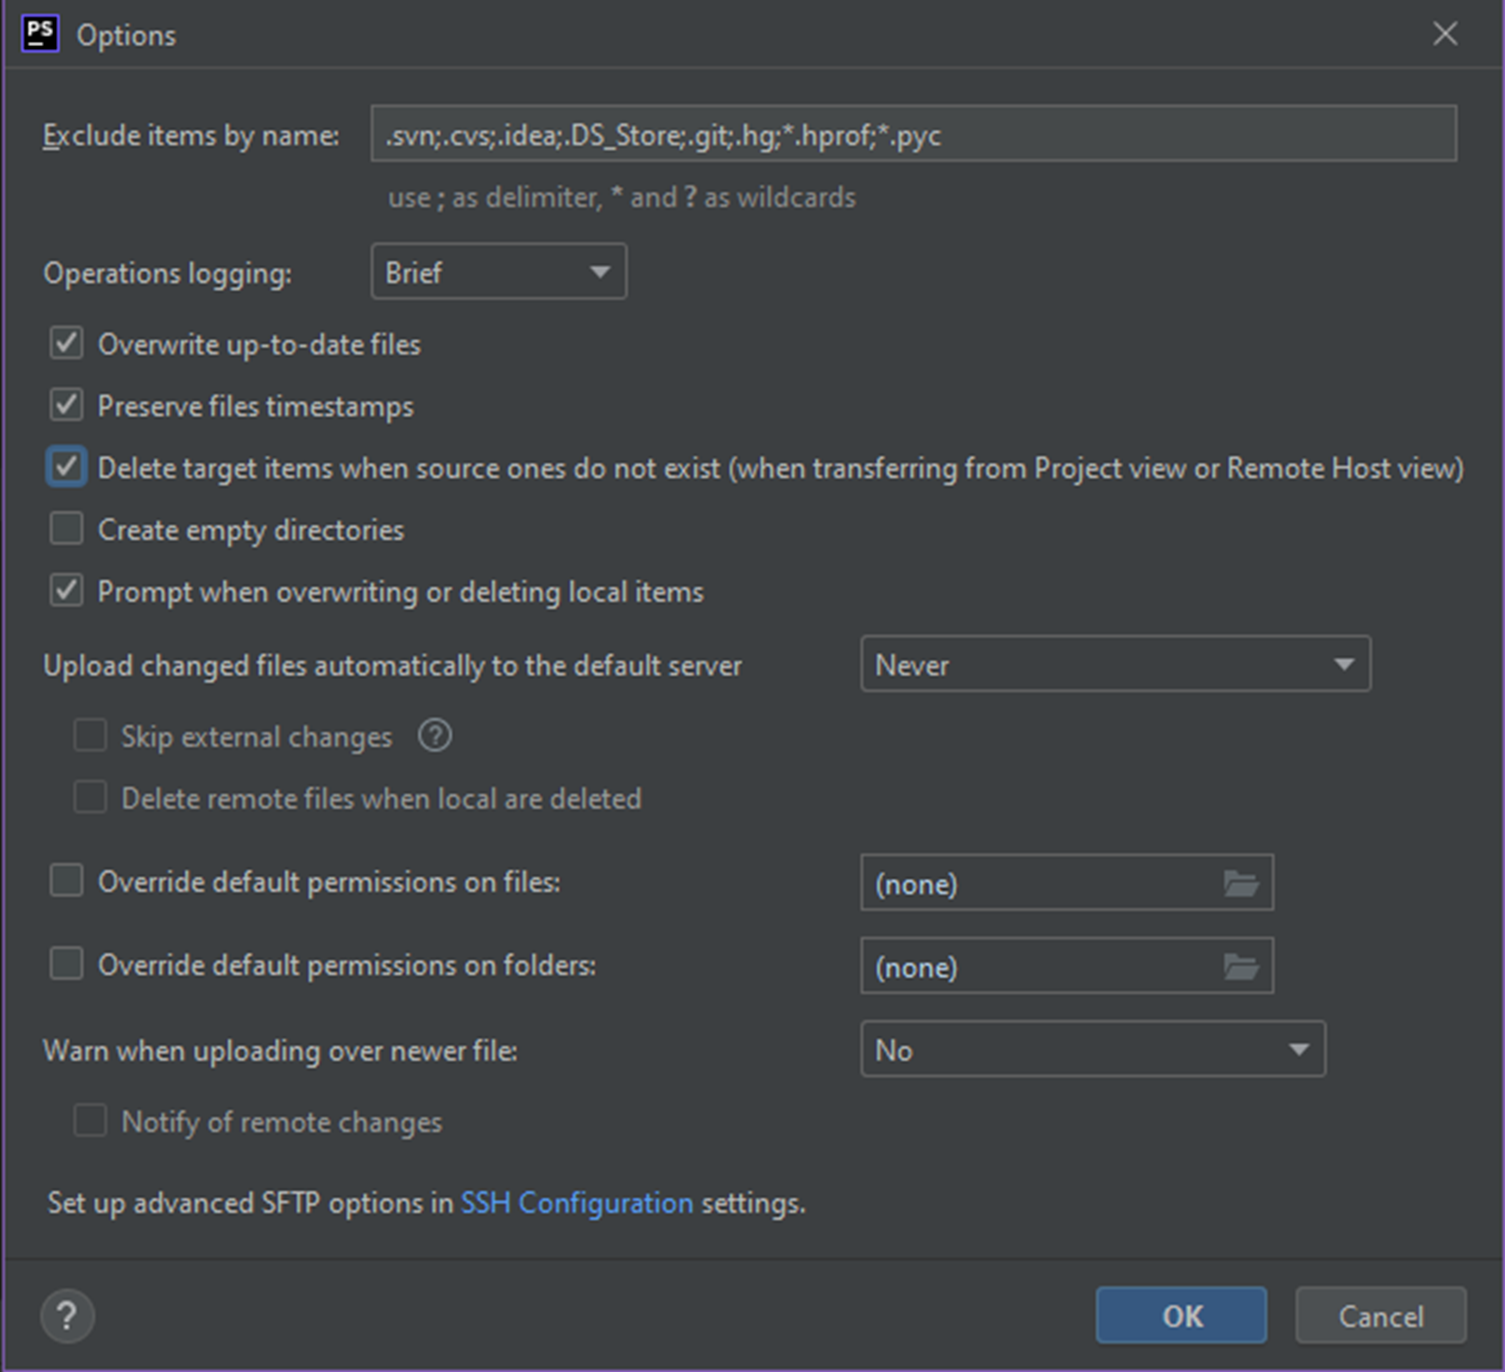 PS Options
Exclude items by name: .svn;.cvs;.idea;.DS_Store;.git;.hg;*.hprof;*.pyc
use ; as delimiter, * and ? as wildcards
Operations logging: Brief
Overwrite up-to-date files
Preserve files timestamps
Delete target items when source ones do not exist (when transferring from Project view or Remote Host view)
Create empty directories
Prompt when overwriting or deleting local items
Upload changed files automatically to the default server Never
Skip external changes ?
Delete remote files when local are deleted
Override default permissions on files: (none)
Override default permissions on folders: (none)
Warn when uploading over newer file: No
Notify of remote changes
Set up advanced SFTP options in SSH Configuration settings.
? OK Cancel